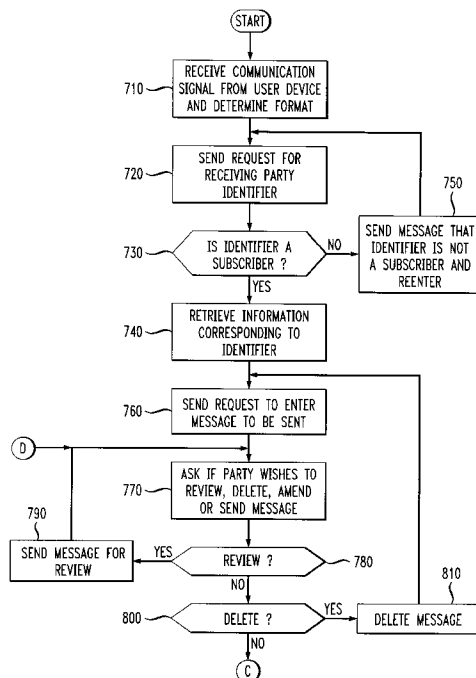 START
710
RECEIVE COMMUNICATION
SIGNAL FROM USER DEVICE
AND DETERMINE FORMAT
720
SEND REQUEST FOR
RECEIVING PARTY
IDENTIFIER
750
SEND MESSAGE THAT
IDENTIFIER IS NOT
A SUBSCRIBER AND
REENTER
730
IS IDENTIFIER A
SUBSCRIBER ?
NO
YES
740
RETRIEVE INFORMATION
CORRESPONDING TO
IDENTIFIER
760
SEND REQUEST TO ENTER
MESSAGE TO BE SENT
D
770
ASK IF PARTY WISHES TO
REVIEW, DELETE, AMEND
OR SEND MESSAGE
790
SEND MESSAGE FOR
REVIEW
YES
REVIEW ?
780
NO
800
DELETE ?
YES
810
DELETE MESSAGE
NO
C